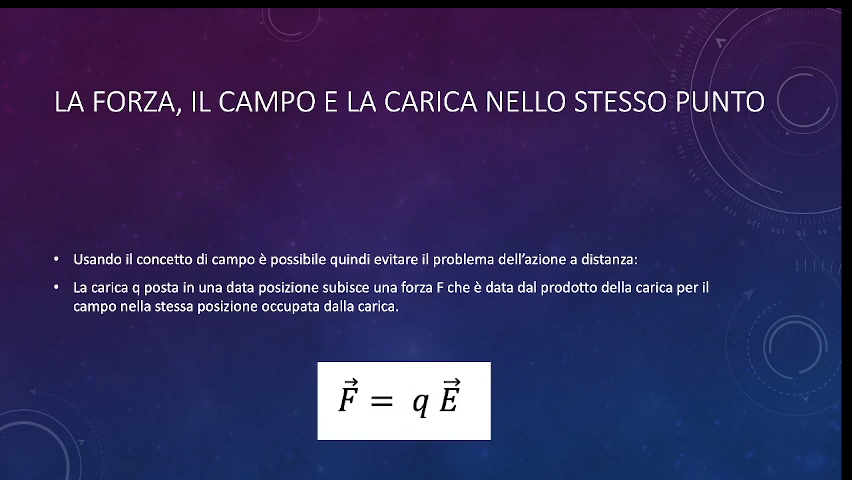 LA FORZA, IL CAMPO E LA CARICA NELLO STESSO PUNTO
• Usando il concetto di campo è possibile quindi evitare il problema dell'azione a distanza:
• La carica q posta in una data posizione subisce una forza F che è data dal prodotto della carica per il
campo nella stessa posizione occupata dalla carica.
$\vec{F} = q \vec{E}$